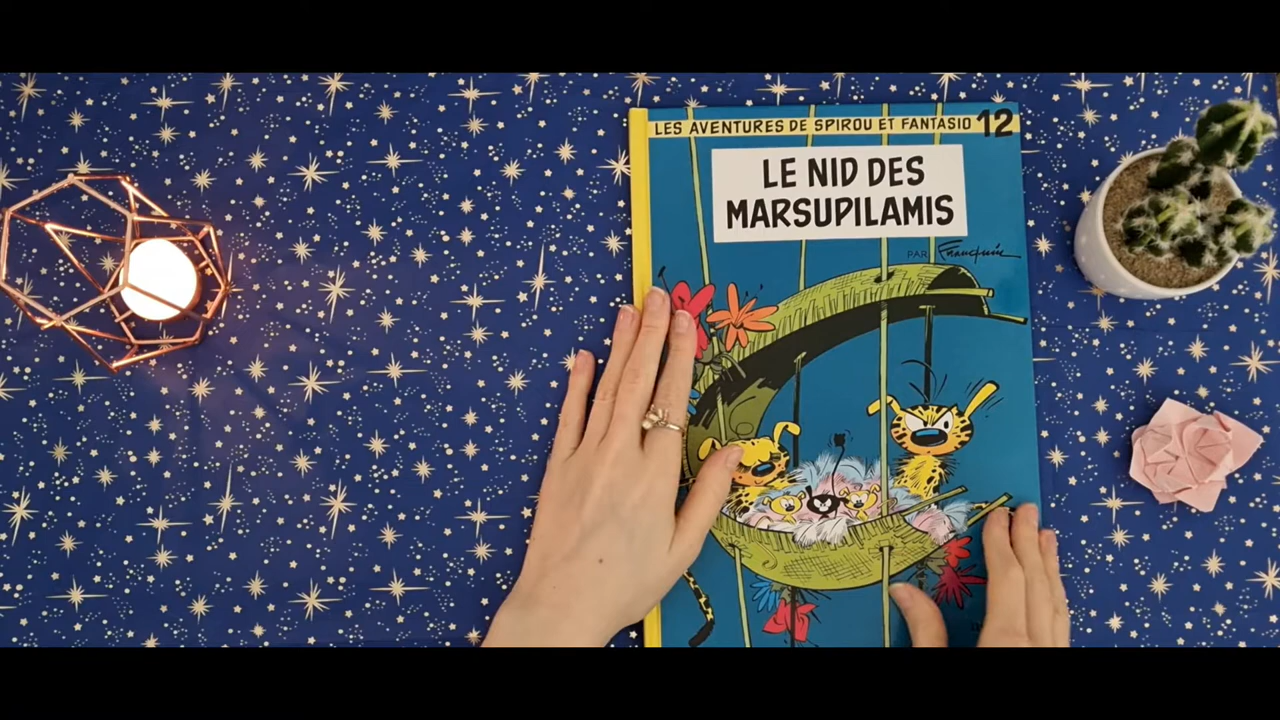 LES AVENTURES DE SPIROU ET FANTASIO 12
LE NID DES
MARSUPILAMIS
PAR Franquin